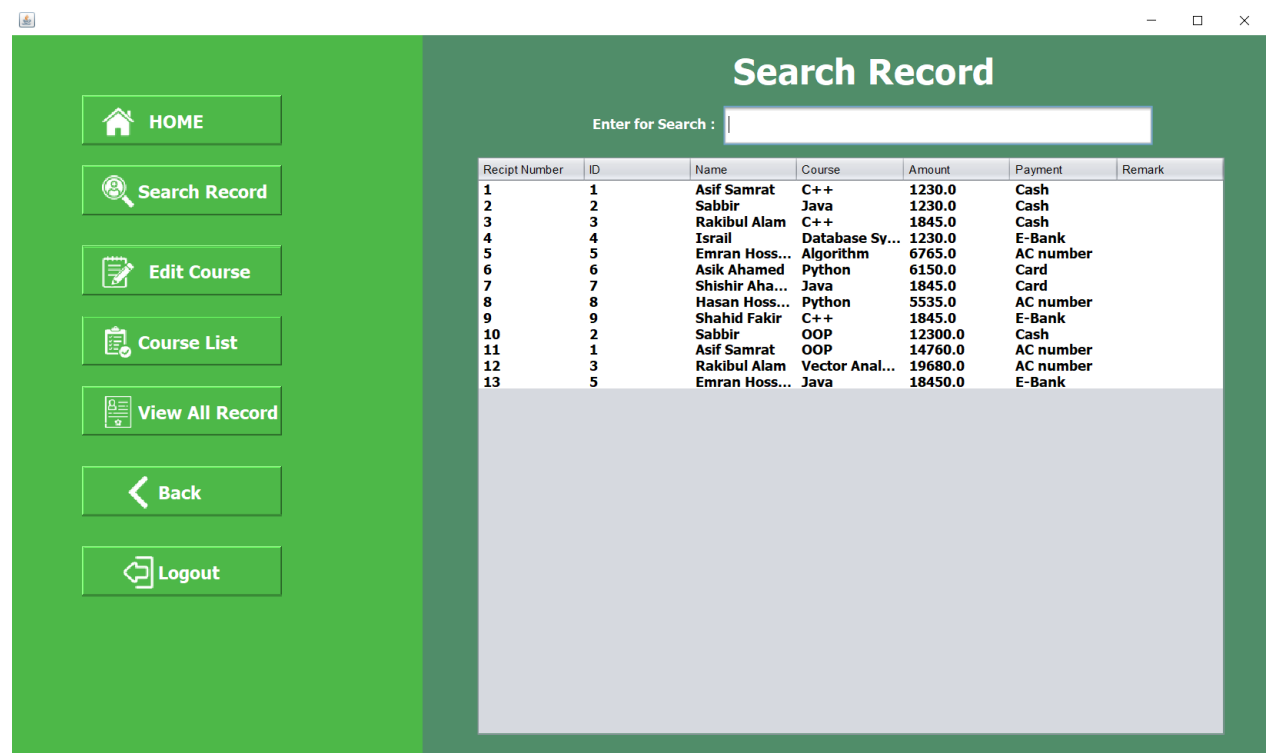 HOME
Search Record
Edit Course
Course List
View All Record
Back
Logout
Search Record
Enter for Search :
Recipt Number ID Name Course Amount Payment Remark
1 1 Asif Samrat C++ 1230.0 Cash
2 2 Sabbir Java 1230.0 Cash
3 3 Rakibul Alam C++ 1845.0 Cash
4 4 Israil Database Sy... 1230.0 E-Bank
5 5 Emran Hoss... Algorithm 6765.0 AC number
6 6 Asik Ahamed Python 6150.0 Card
7 7 Shishir Aha... Java 1845.0 Card
8 8 Hasan Hoss... Python 5535.0 AC number
9 9 Shahid Fakir C++ 1845.0 E-Bank
10 2 Sabbir OOP 12300.0 Cash
11 1 Asif Samrat OOP 14760.0 AC number
12 3 Rakibul Alam Vector Anal... 19680.0 AC number
13 5 Emran Hoss... Java 18450.0 E-Bank